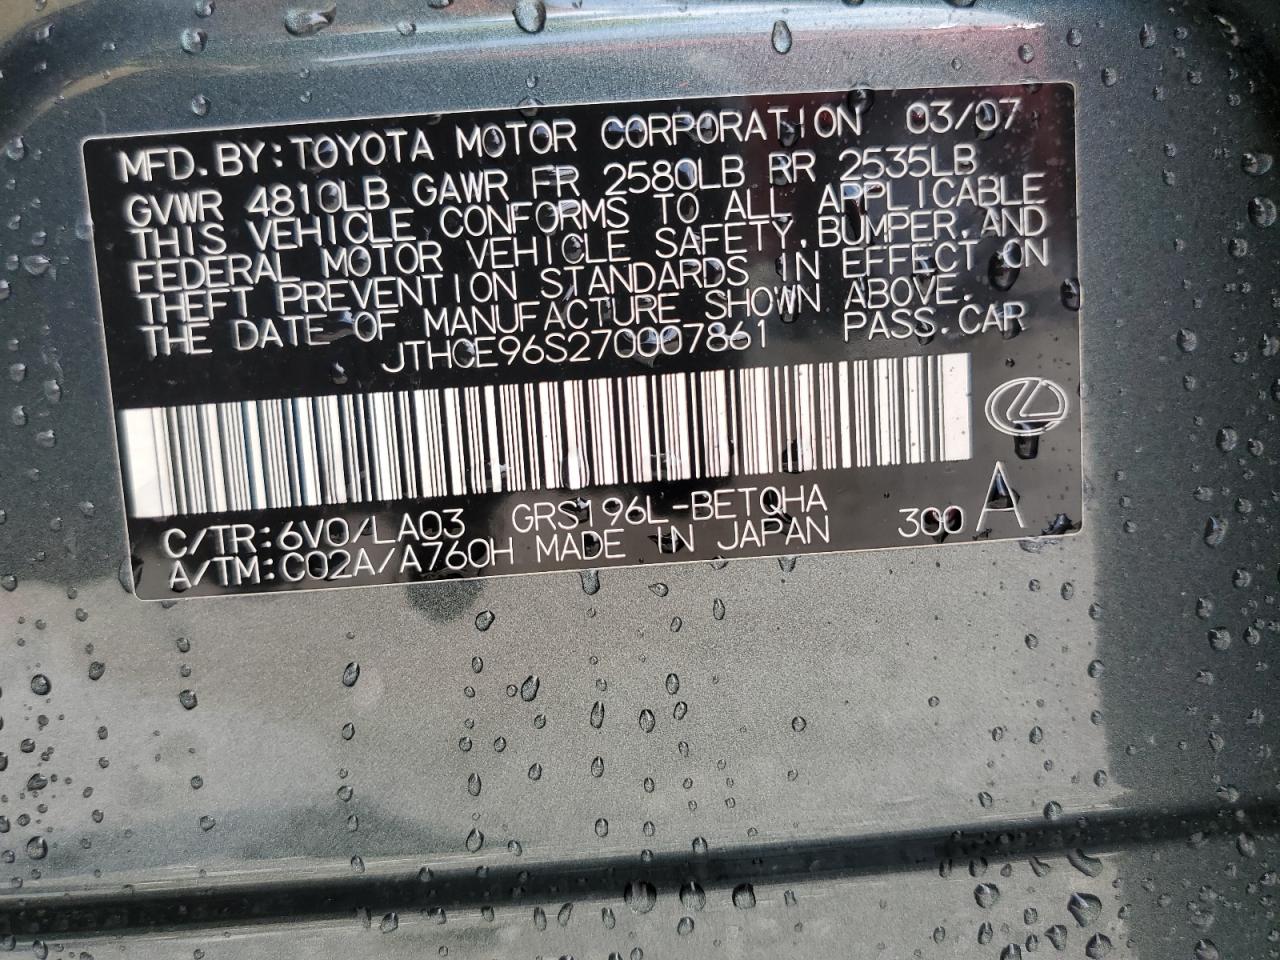 MFD. BY: TOYOTA MOTOR CORPORATION 03/07
GVWR 4810LB GAWR FR 2580LB RR 2535LB
THIS VEHICLE CONFORMS TO ALL APPLICABLE
FEDERAL MOTOR VEHICLE SAFETY, BUMPER, AND
THEFT PREVENTION STANDARDS IN EFFECT ON
THE DATE OF MANUFACTURE SHOWN ABOVE.
JTHCE96S270007861 PASS. CAR
C/TR: 6V0/LA03 GRS196L-BETQHA
A/TM: C02A/A760H MADE IN JAPAN 300 A